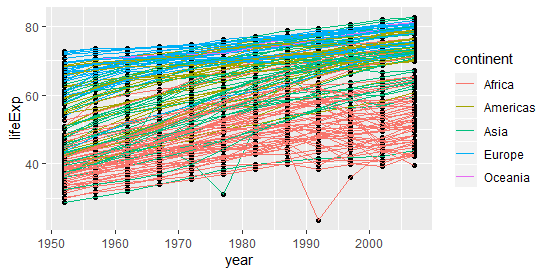 80
60
40
lifeExp
1950
1960
1970
1980
1990
2000
year
continent
Africa
Americas
Asia
Europe
Oceania